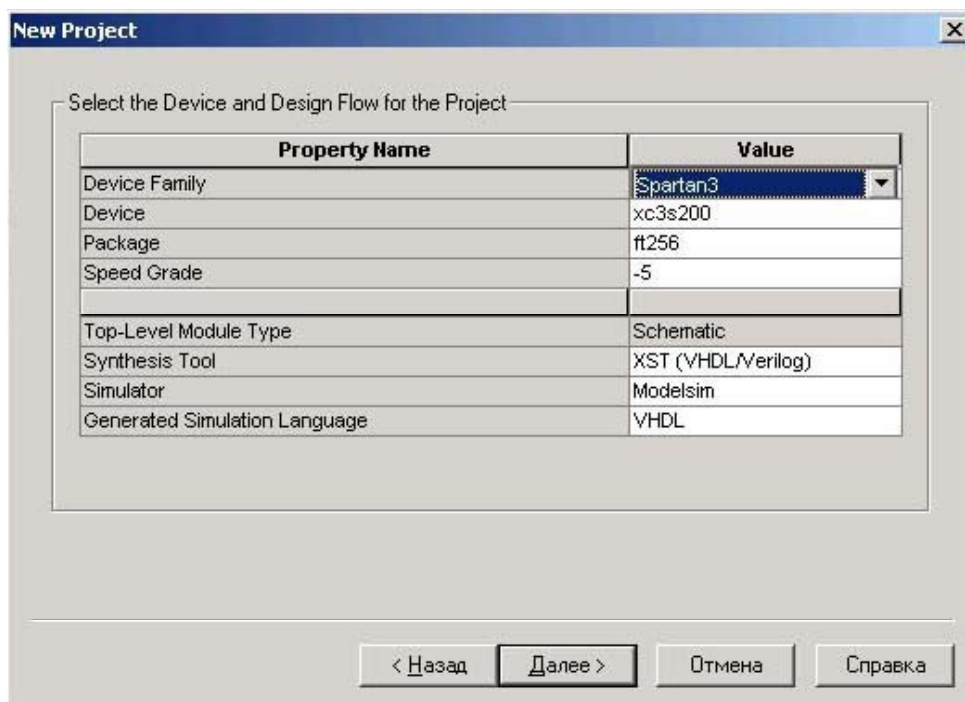 New Project
Select the Device and Design Flow for the Project
Property Name Value
Device Family Spartan3
Device xc3s200
Package ft256
Speed Grade -5
Top-Level Module Type Schematic
Synthesis Tool XST (VHDL/Verilog)
Simulator Modelsim
Generated Simulation Language VHDL
< Назад Далее > Отмена Справка